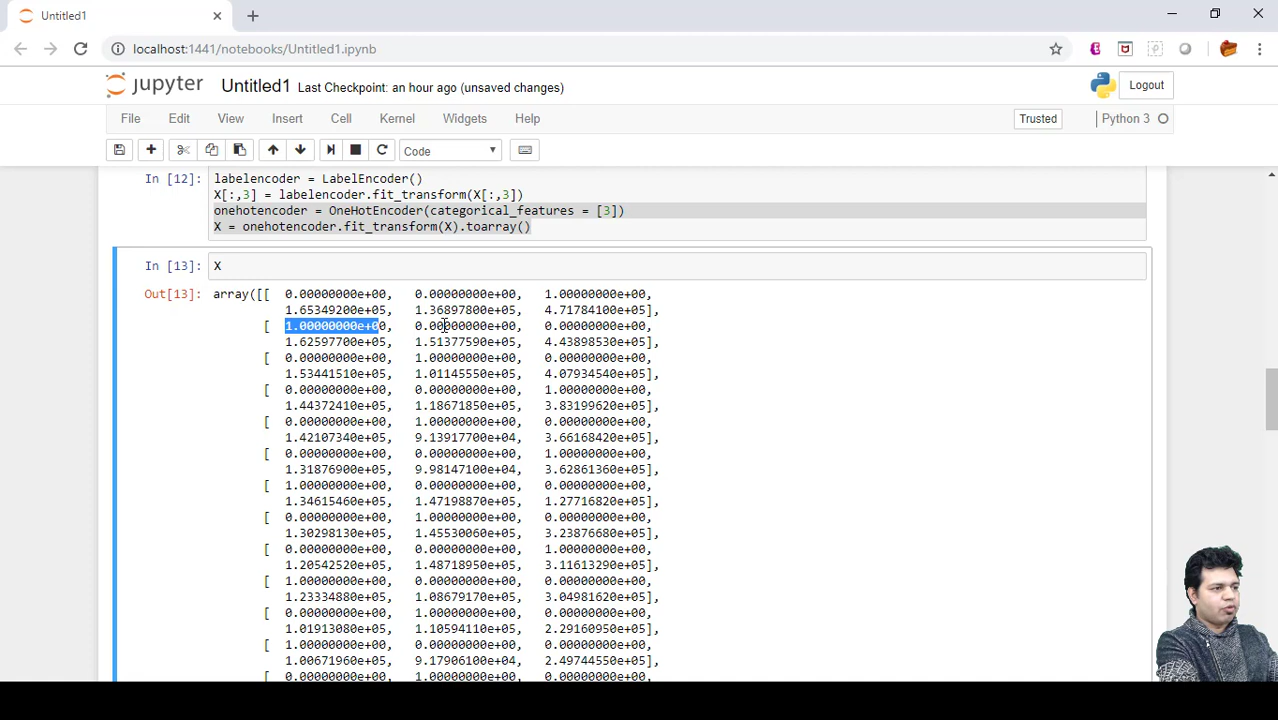 Untitled1
localhost:1441/notebooks/Untitled1.ipynb
jupyter Untitled1 Last Checkpoint: an hour ago (unsaved changes) Logout
File Edit View Insert Cell Kernel Widgets Help Trusted Python 3
Code
In [12]: labelencoder = LabelEncoder()
X[:,3] = labelencoder.fit_transform(X[:,3])
onehotencoder = OneHotEncoder(categorical_features = [3])
X = onehotencoder.fit_transform(X).toarray()
In [13]: X
Out[13]: array([[ 0.00000000e+00, 0.00000000e+00, 1.00000000e+00,
1.65349200e+05, 1.36897800e+05, 4.71784100e+05],
[ 1.00000000e+00, 0.00000000e+00, 0.00000000e+00,
1.62597700e+05, 1.51377590e+05, 4.43898530e+05],
[ 0.00000000e+00, 1.00000000e+00, 0.00000000e+00,
1.53441510e+05, 1.01145550e+05, 4.07934540e+05],
[ 0.00000000e+00, 0.00000000e+00, 1.00000000e+00,
1.44372410e+05, 1.18671850e+05, 3.83199620e+05],
[ 0.00000000e+00, 1.00000000e+00, 0.00000000e+00,
1.42107340e+05, 9.13917700e+04, 3.66168420e+05],
[ 0.00000000e+00, 0.00000000e+00, 1.00000000e+00,
1.31876900e+05, 9.98147100e+04, 3.62861360e+05],
[ 1.00000000e+00, 0.00000000e+00, 0.00000000e+00,
1.34615460e+05, 1.47198870e+05, 1.27716820e+05],
[ 0.00000000e+00, 1.00000000e+00, 0.00000000e+00,
1.30298130e+05, 1.45530060e+05, 3.23876680e+05],
[ 0.00000000e+00, 0.00000000e+00, 1.00000000e+00,
1.20542520e+05, 1.48718950e+05, 3.11613290e+05],
[ 1.00000000e+00, 0.00000000e+00, 0.00000000e+00,
1.23334880e+05, 1.08679170e+05, 3.04981620e+05],
[ 0.00000000e+00, 1.00000000e+00, 0.00000000e+00,
1.01913080e+05, 1.10594110e+05, 2.29160950e+05],
[ 1.00000000e+00, 0.00000000e+00, 0.00000000e+00,
1.00671960e+05, 9.17906100e+04, 2.49744550e+05],
[ 0.00000000e+00, 1.00000000e+00, 0.00000000e+00,